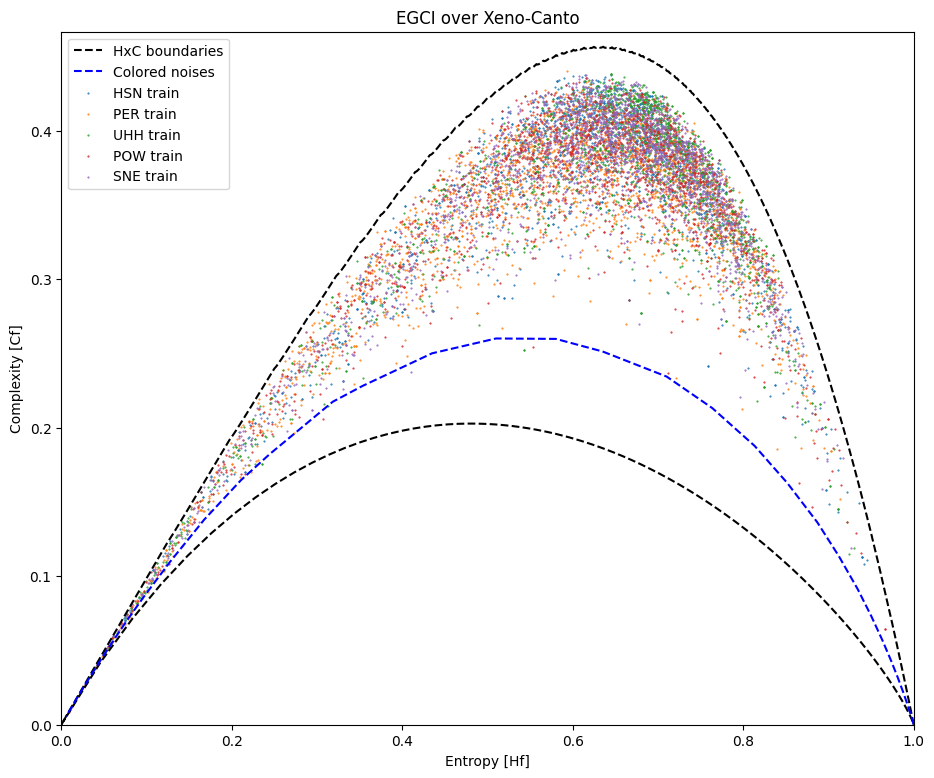 EGCI over Xeno-Canto
HxC boundaries
Colored noises
HSN train
PER train
UHH train
POW train
SNE train
Complexity [Cf]
0.4
0.3
0.2
0.1
0.0
0.0 0.2 0.4 0.6 0.8 1.0
Entropy [Hf]